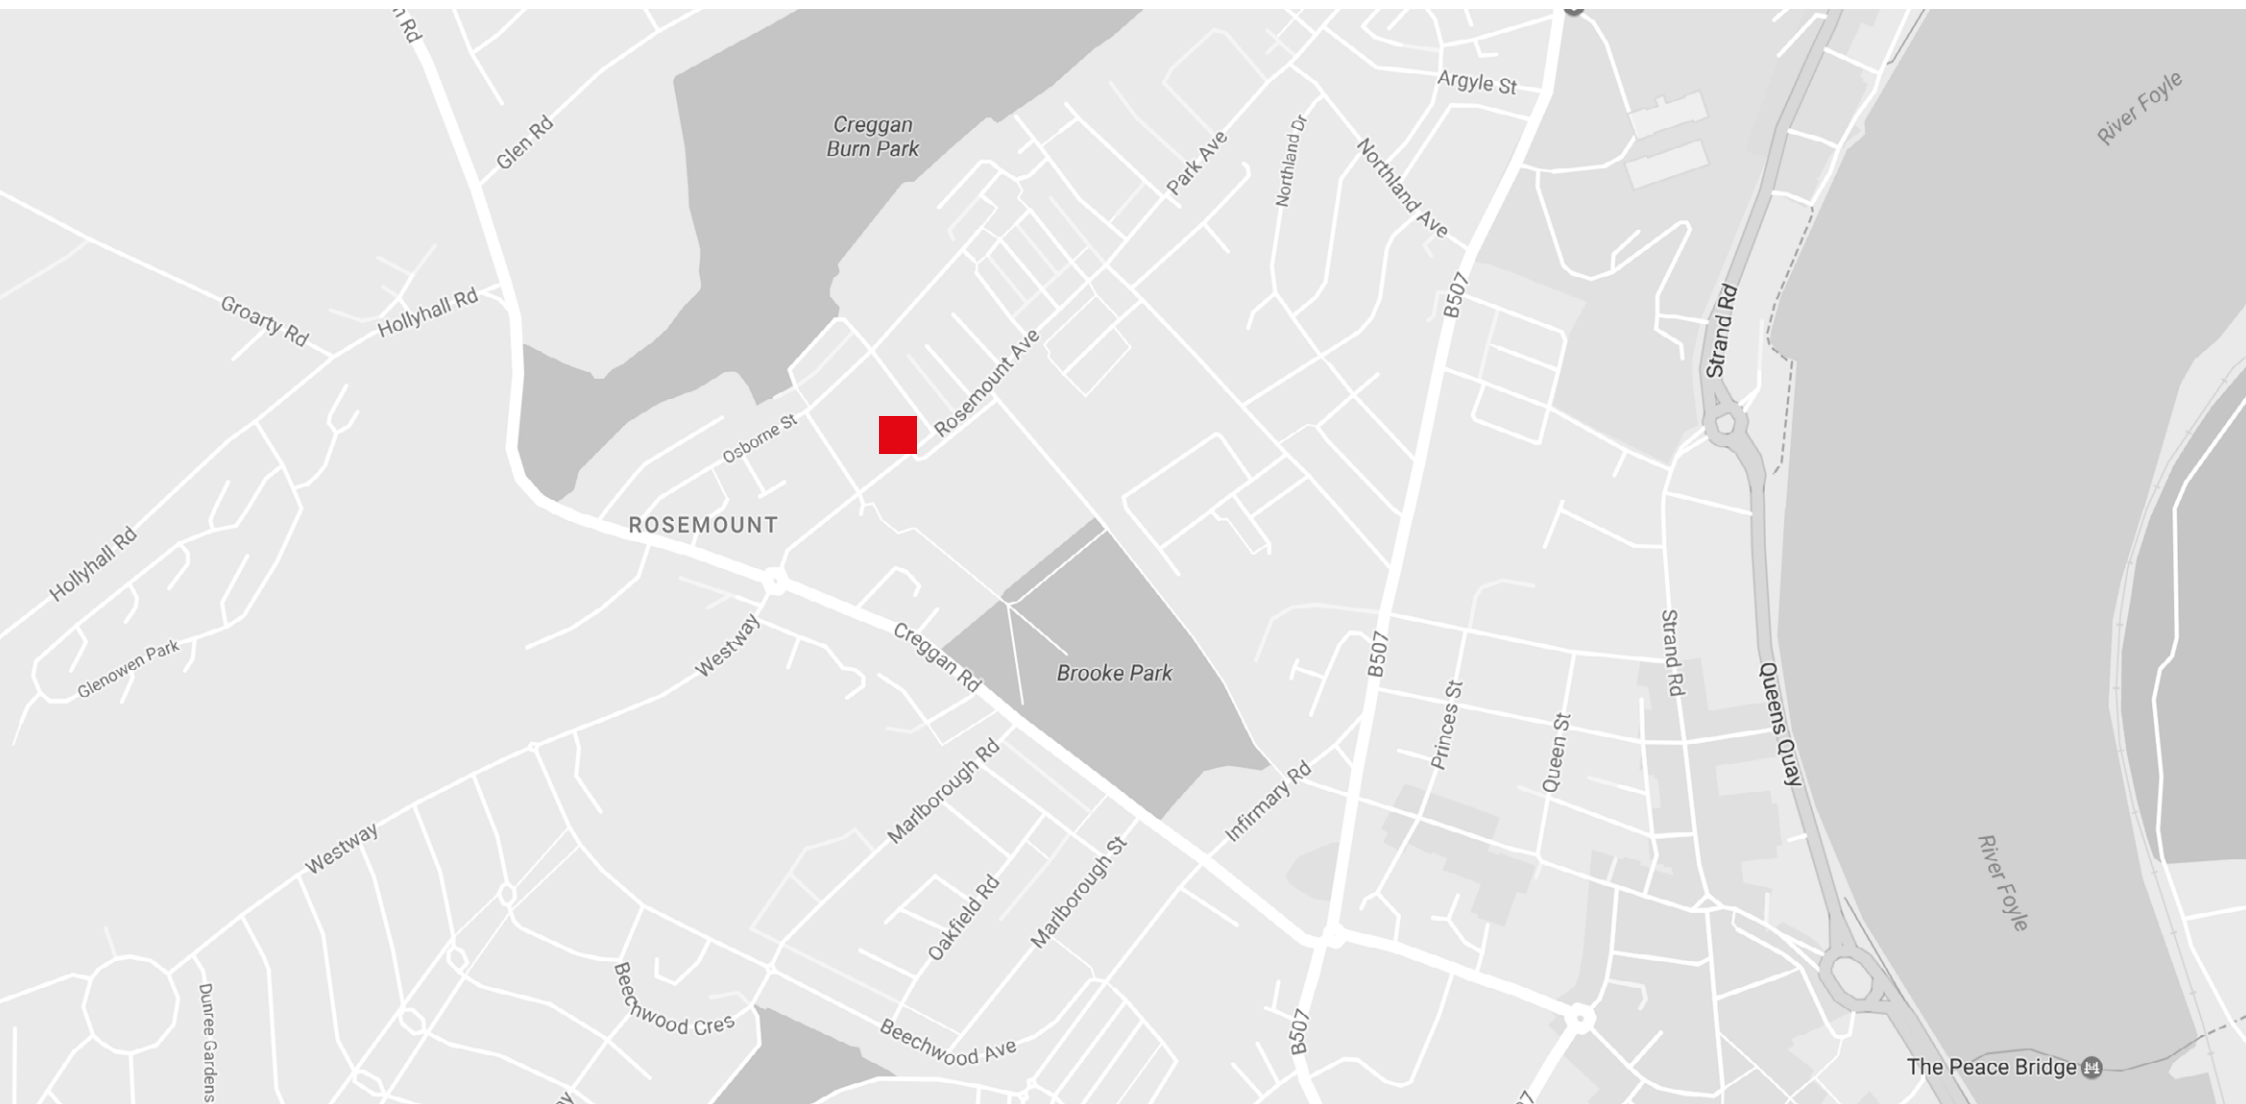 n Rd
Argyle St
River Foyle
Creggan
Burn Park
Glen Rd
Park Ave
Northland Dr
Northland Ave
Groarty Rd
Hollyhall Rd
B507
Strand Rd
Rosemount Ave
Osborne St
ROSEMOUNT
Hollyhall Rd
Glenowen Park
Westway
Creggan Rd
Brooke Park
B507
Strand Rd
Queens Quay
Princes St
Queen St
Marlborough Rd
Infirmary Rd
Westway
Marlborough St
Oakfield Rd
River Foyle
Beechwood Cres
Dunree Gardens
Beechwood Ave
B507
The Peace Bridge